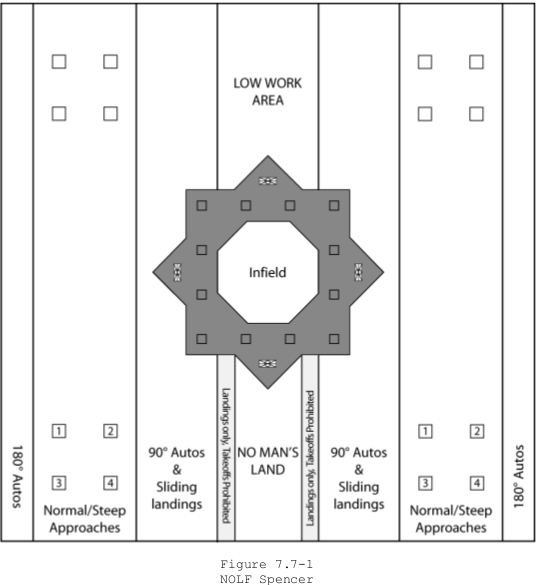 LOW WORK
AREA
Infield
1 2
3 4
1 2
3 4
180° Autos
Normal/Steep
Approaches
90° Autos
&
Sliding
landings
Landings only, Takeoffs Prohibited
NO MAN'S
LAND
Landings only, Takeoffs Prohibited
90° Autos
&
Sliding
landings
Normal/Steep
Approaches
180° Autos
Figure 7.7-1
NOLF Spencer